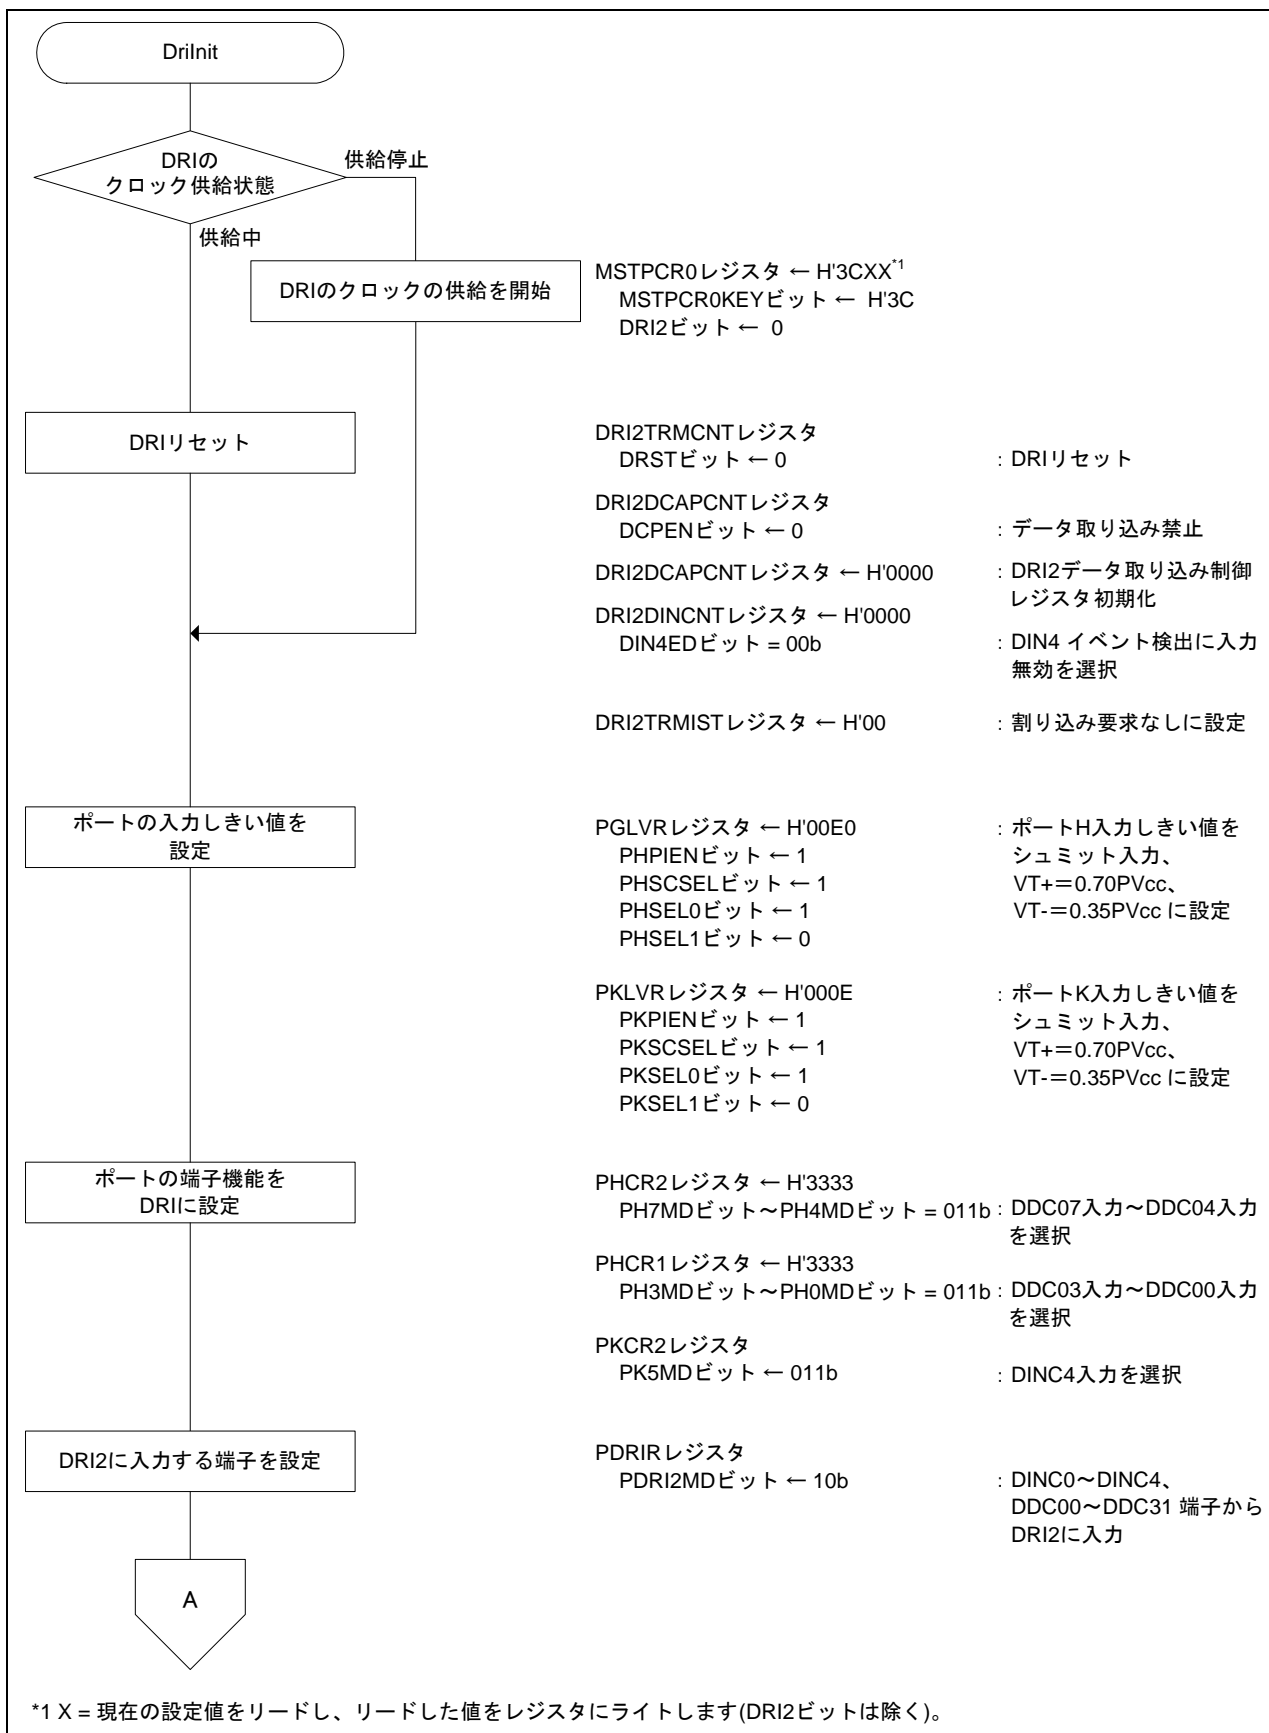 DriInit
DRIの
クロック供給状態
供給停止
供給中
DRIのクロックの供給を開始
MSTPCR0レジスタ ← H'3CXX*1
MSTPCR0KEYビット ← H'3C
DRI2ビット ← 0
DRIリセット
DRI2TRMCNTレジスタ
DRSTビット ← 0
: DRIリセット
DRI2DCAPCNTレジスタ
DCPENビット ← 0
: データ取り込み禁止
DRI2DCAPCNTレジスタ ← H'0000
: DRI2データ取り込み制御
レジスタ初期化
DRI2DINCNTレジスタ ← H'0000
DIN4EDビット = 00b
: DIN4 イベント検出に入力
無効を選択
DRI2TRMISTレジスタ ← H'00
: 割り込み要求なしに設定
ポートの入力しきい値を
設定
PGLVRレジスタ ← H'00E0
PHPIENビット ← 1
PHSCSELビット ← 1
PHSEL0ビット ← 1
PHSEL1ビット ← 0
: ポートH入力しきい値を
シュミット入力、
VT+＝0.70PVcc、
VT-＝0.35PVcc に設定
PKLVRレジスタ ← H'000E
PKPIENビット ← 1
PKSCSELビット ← 1
PKSEL0ビット ← 1
PKSEL1ビット ← 0
: ポートK入力しきい値を
シュミット入力、
VT+＝0.70PVcc、
VT-＝0.35PVcc に設定
ポートの端子機能を
DRIに設定
PHCR2レジスタ ← H'3333
PH7MDビット～PH4MDビット = 011b
: DDC07入力～DDC04入力
を選択
PHCR1レジスタ ← H'3333
PH3MDビット～PH0MDビット = 011b
: DDC03入力～DDC00入力
を選択
PKCR2レジスタ
PK5MDビット ← 011b
: DINC4入力を選択
DRI2に入力する端子を設定
PDRIRレジスタ
PDRI2MDビット ← 10b
: DINC0～DINC4、
DDC00～DDC31 端子から
DRI2に入力
A
*1 X = 現在の設定値をリードし、リードした値をレジスタにライトします(DRI2ビットは除く)。